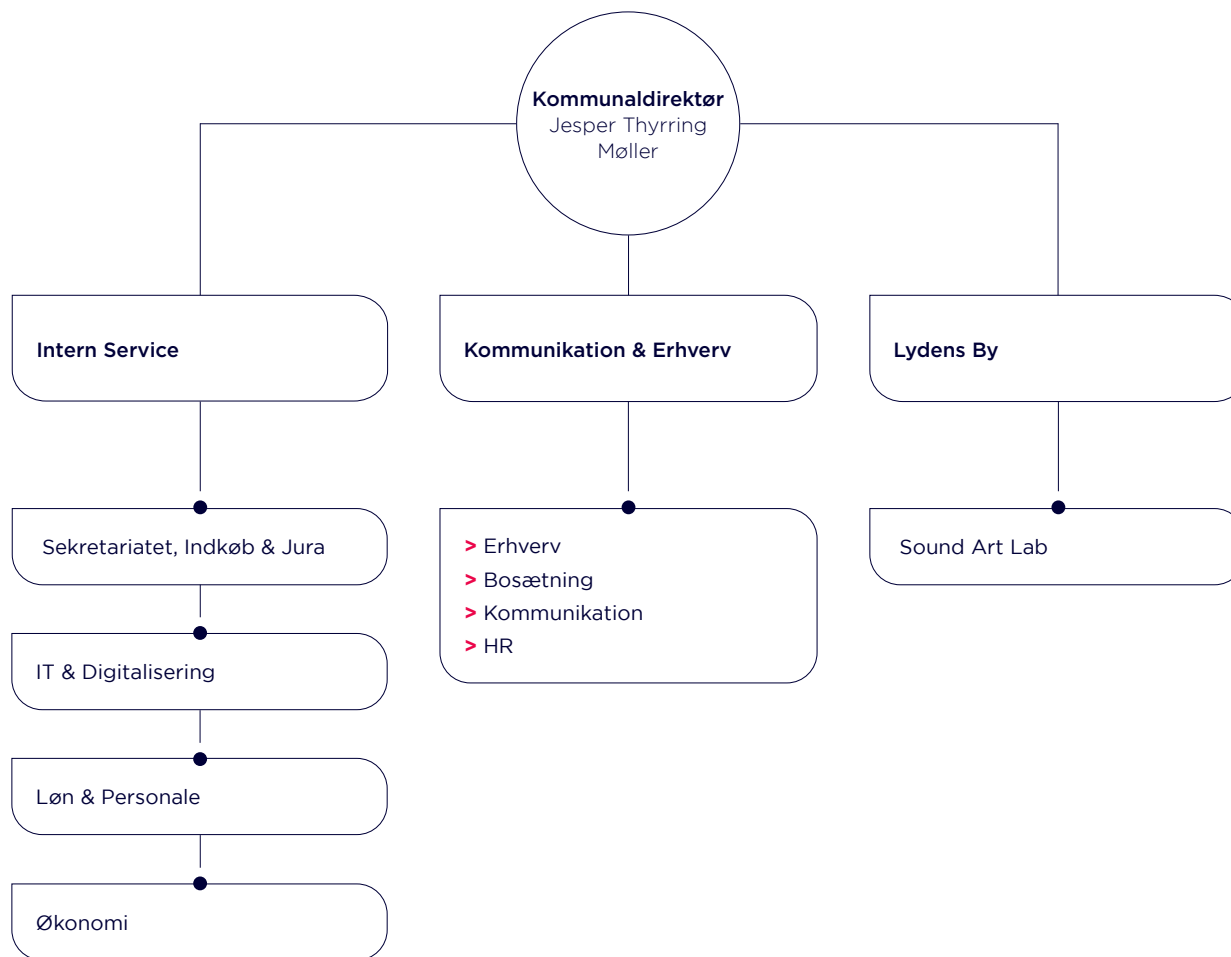 Kommunaldirektør
Jesper Thyrring
Møller
Intern Service
Kommunikation & Erhverv
Lydens By
Sekretariatet, Indkøb & Jura
IT & Digitalisering
Løn & Personale
Økonomi
> Erhverv
> Bosætning
> Kommunikation
> HR
Sound Art Lab